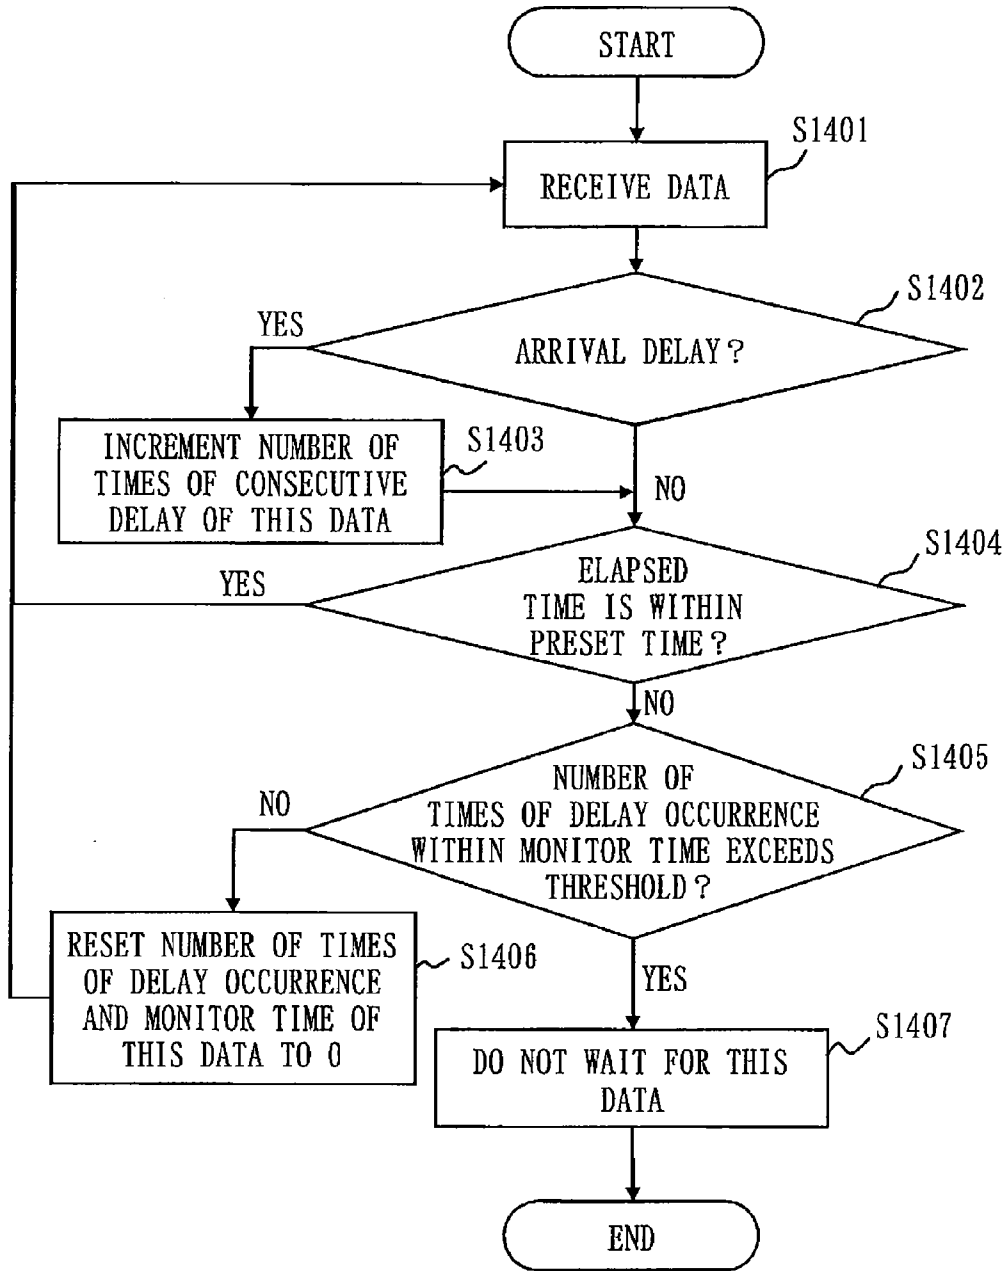 START
S1401
RECEIVE DATA
S1402
YES
ARRIVAL DELAY?
INCREMENT NUMBER OF
TIMES OF CONSECUTIVE
DELAY OF THIS DATA
S1403
NO
S1404
YES
ELAPSED
TIME IS WITHIN
PRESET TIME?
NO
S1405
NO
NUMBER OF
TIMES OF DELAY OCCURRENCE
WITHIN MONITOR TIME EXCEEDS
THRESHOLD?
RESET NUMBER OF TIMES
OF DELAY OCCURRENCE
AND MONITOR TIME OF
THIS DATA TO 0
S1406
YES
S1407
DO NOT WAIT FOR THIS
DATA
END